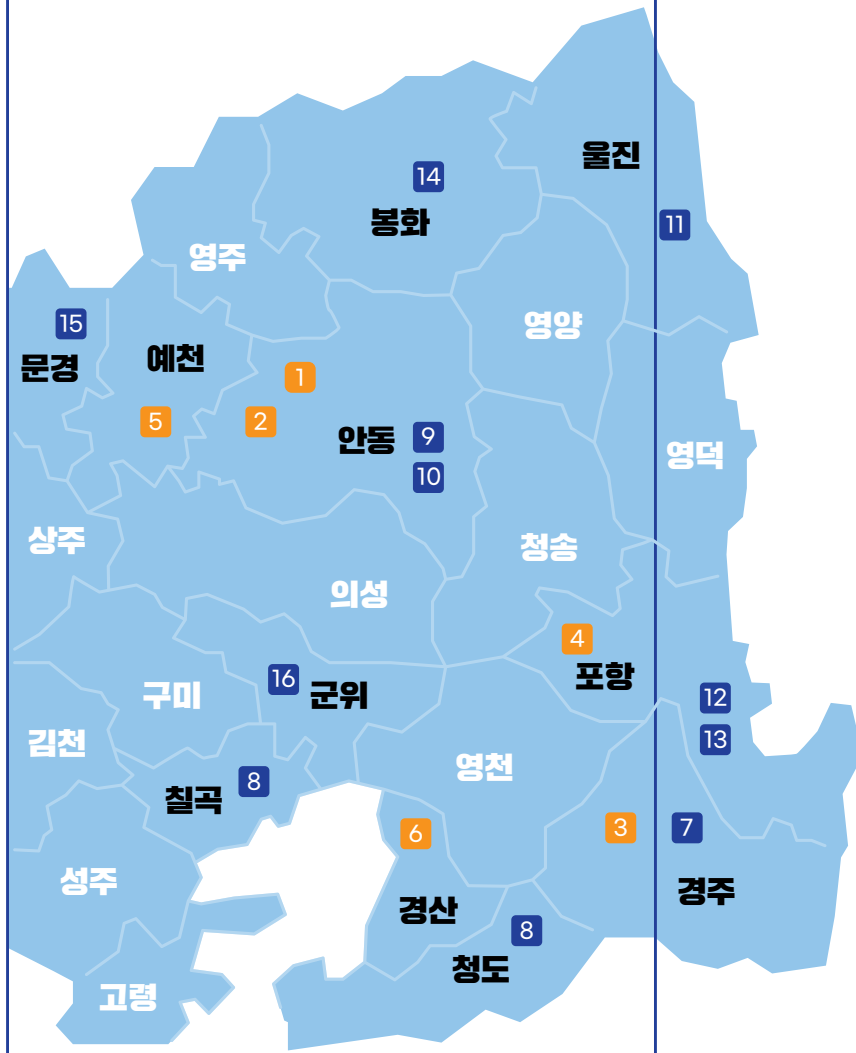 울진
14
봉화
11
영주
15
영양
문경
예천
1
5
2
안동
9
영덕
10
상주
청송
의성
4
포항
16
군위
구미
12
김천
13
영천
8
칠곡
6
3
7
성주
경주
경산
8
청도
고령